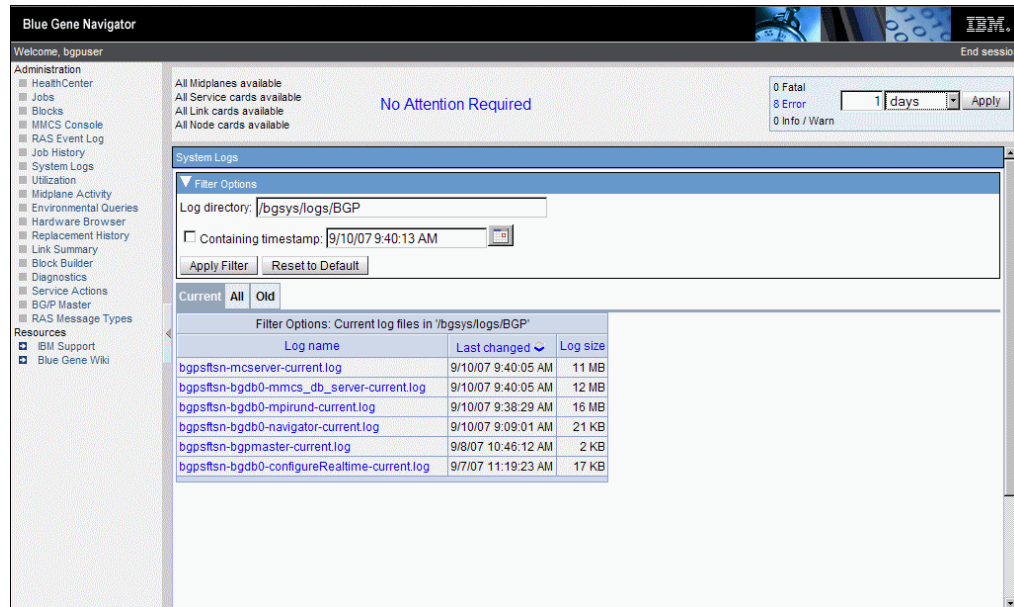 Blue Gene Navigator
IBM.
Welcome, bgpuser
End sessio
Administration
HealthCenter
Jobs
Blocks
MMCS Console
RAS Event Log
Job History
System Logs
Utilization
Midplane Activity
Environmental Queries
Hardware Browser
Replacement History
Link Summary
Block Builder
Diagnostics
Service Actions
BG/P Master
RAS Message Types
Resources
IBM Support
Blue Gene Wiki
All Midplanes available
All Service cards available
All Link cards available
All Node cards available
No Attention Required
0 Fatal
8 Error
0 Info / Warn
1 days Apply
System Logs
Filter Options
Log directory: /bgsys/logs/BGP
Containing timestamp: 9/10/07 9:40:13 AM
Apply Filter Reset to Default
Current All Old
Filter Options: Current log files in '/bgsys/logs/BGP'
Log name Last changed Log size
bgpsftsn-mcserver-current.log 9/10/07 9:40:05 AM 11 MB
bgpsftsn-bgdb0-mmcs_db_server-current.log 9/10/07 9:40:05 AM 12 MB
bgpsftsn-bgdb0-mpirund-current.log 9/10/07 9:38:29 AM 16 MB
bgpsftsn-bgdb0-navigator-current.log 9/10/07 9:09:01 AM 21 KB
bgpsftsn-bgpmaster-current.log 9/8/07 10:46:12 AM 2 KB
bgpsftsn-bgdb0-configureRealtime-current.log 9/7/07 11:19:23 AM 17 KB